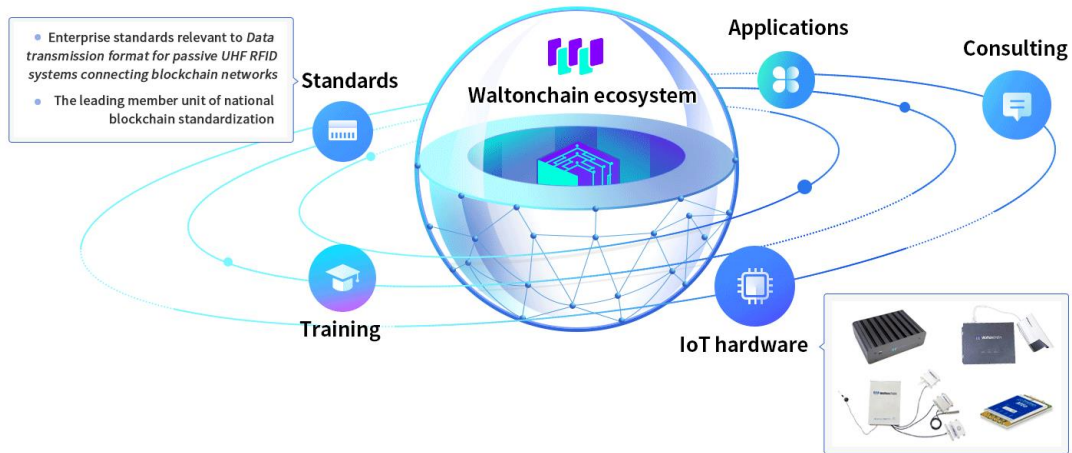 Enterprise standards relevant to Data
transmission format for passive UHF RFID
systems connecting blockchain networks
The leading member unit of national
blockchain standardization
Standards
Waltonchain ecosystem
Applications
Consulting
Training
IoT hardware